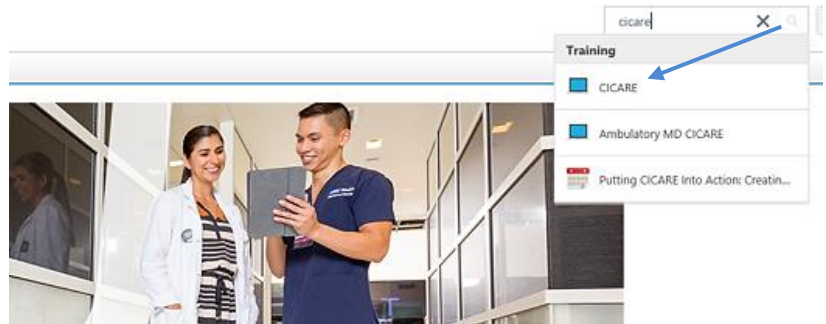 cicare
Training
CICARE
Ambulatory MD CICARE
Putting CICARE Into Action: Creatin...